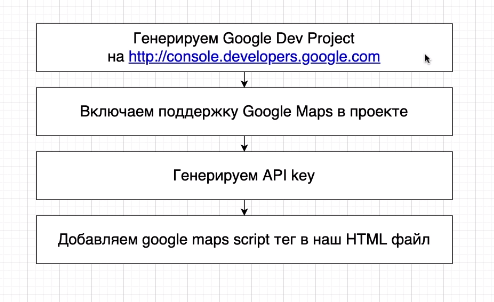 Генерируем Google Dev Project
на http://console.developers.google.com
Включаем поддержку Google Maps в проекте
Генерируем API key
Добавляем google maps script тег в наш HTML файл